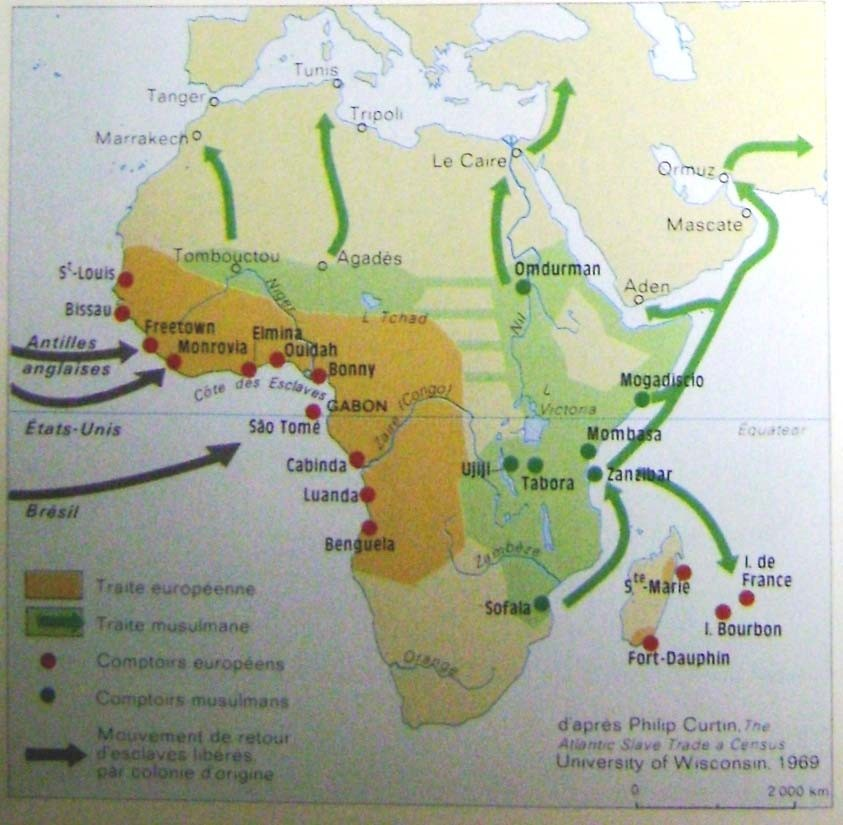 Tunis
Tanger
Tripoli
Marrakech
Le Caire
Ormuz
Mascate
Tombouctou
Agadès
St-Louis
Omdurman
Aden
Niger
Bissau
L Tchad
Nil
Freetown
Elmina
Antilles
anglaises
Monrovia
Ouidah
Bonny
Mogadiscio
Côte des Esclaves
GABON
Zaïre (Congo)
L
Victoria
États-Unis
São Tomé
Mombasa
Équateur
Cabinda
Ujiji
Tabora
Zanzibar
Luanda
Brésil
Benguela
Zambèze
I. de
France
Ste-Marie
Traite européenne
Sofala
Traite musulmane
I. Bourbon
Fort-Dauphin
Comptoirs européens
Orange
Comptoirs musulmans
Mouvement de retour
d'esclaves libérés,
par colonie d'origine
d'après Philip Curtin, The
Atlantic Slave Trade a Census
University of Wisconsin, 1969
0 2 000 km